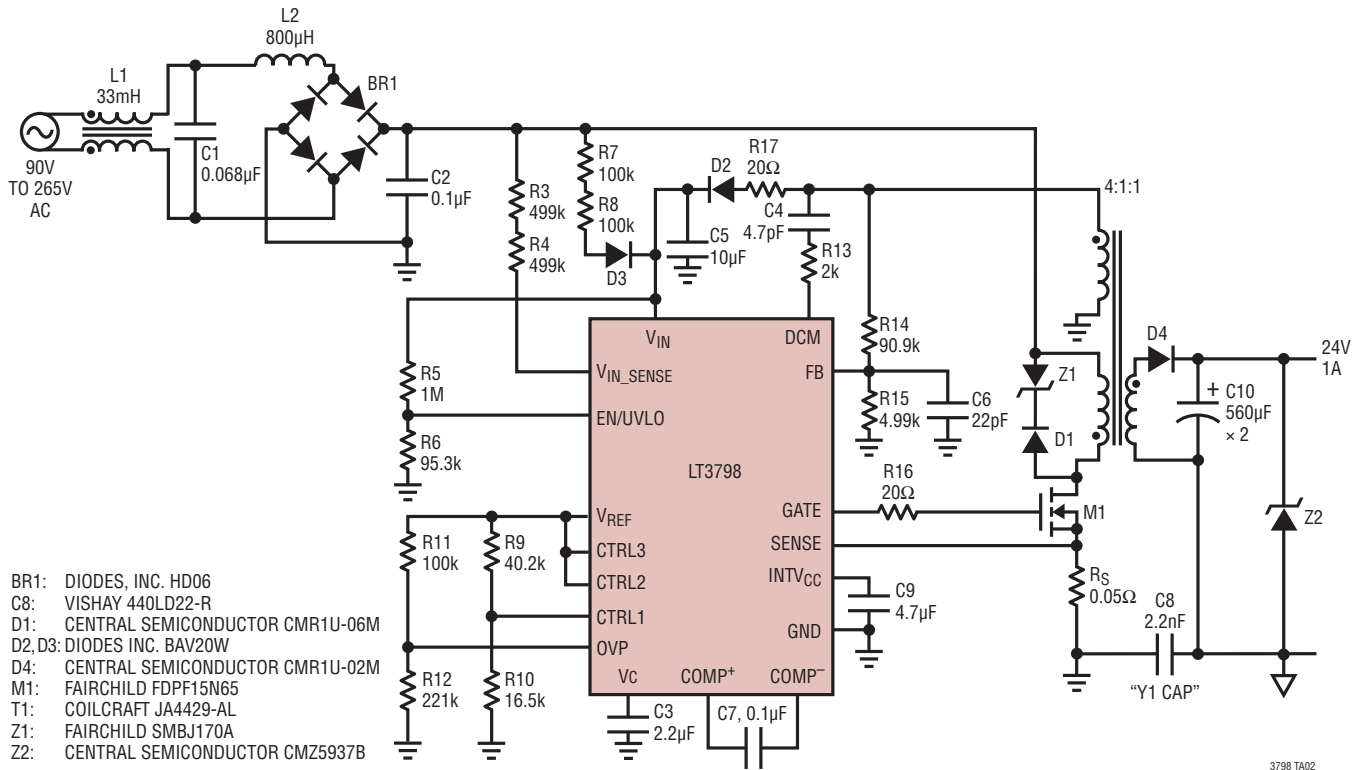 L2
800µH
L1
33mH
BR1
90V
TO 265V
AC
C1
0.068µF
C2
0.1µF
R3
499k
R4
499k
R7
100k
R8
100k
D3
D2
R17
20Ω
C5
10µF
C4
4.7pF
R13
2k
4:1:1
R5
1M
R6
95.3k
R14
90.9k
R15
4.99k
C6
22pF
Z1
D1
D4
24V
1A
+ C10
560µF
× 2
VIN
DCM
VIN_SENSE
FB
EN/UVLO
LT3798
GATE
VREF
SENSE
CTRL3
INTVCC
CTRL2
CTRL1
GND
OVP
VC
COMP+
COMP–
R16
20Ω
M1
Z2
RS
0.05Ω
C8
2.2nF
"Y1 CAP"
C9
4.7µF
R11
100k
R9
40.2k
R12
221k
R10
16.5k
C3
2.2µF
C7, 0.1µF
BR1: DIODES, INC. HD06
C8: VISHAY 440LD22-R
D1: CENTRAL SEMICONDUCTOR CMR1U-06M
D2,D3: DIODES INC. BAV20W
D4: CENTRAL SEMICONDUCTOR CMR1U-02M
M1: FAIRCHILD FDPF15N65
T1: COILCRAFT JA4429-AL
Z1: FAIRCHILD SMBJ170A
Z2: CENTRAL SEMICONDUCTOR CMZ5937B
3798 TA02